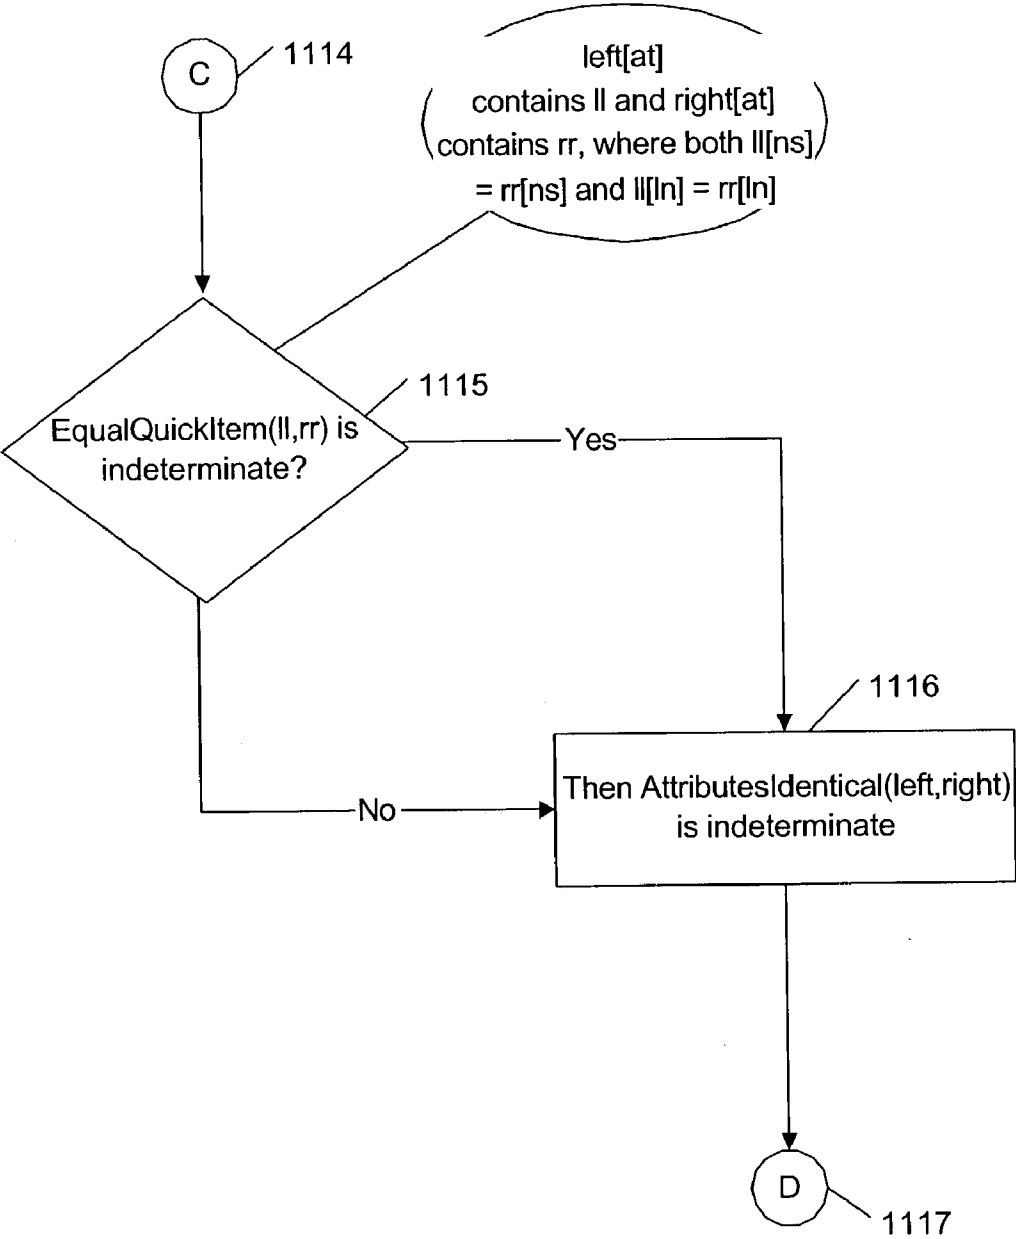 C
1114
left[at]
contains ll and right[at]
contains rr, where both ll[ns]
= rr[ns] and ll[ln] = rr[ln]
1115
EqualQuickItem(ll,rr) is
indeterminate?
Yes
1116
Then AttributesIdentical(left,right)
is indeterminate
No
D
1117